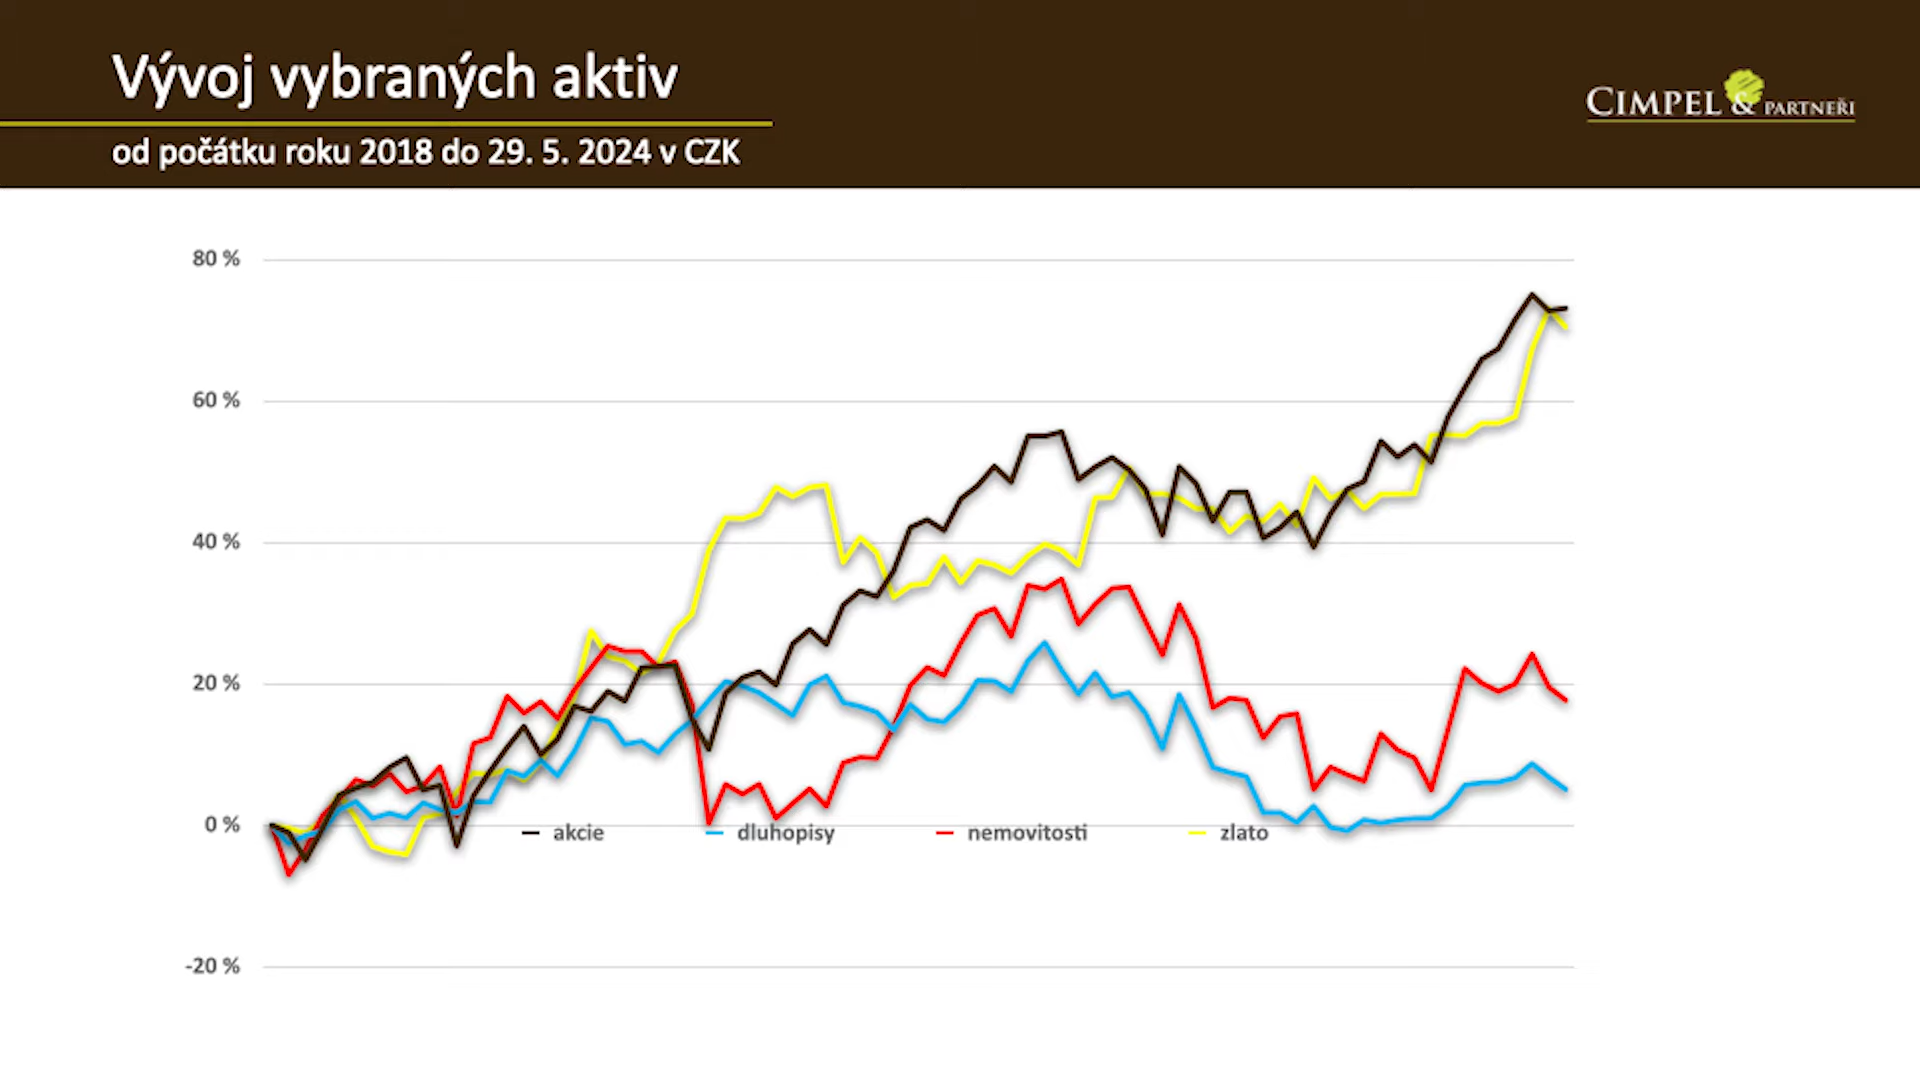 Vývoj vybraných aktiv
CIMPEL & PARTNEŘI
od počátku roku 2018 do 29. 5. 2024 v CZK
80 %
60 %
40 %
20 %
0 %
akcie dluhopisy nemovitosti zlato
-20 %